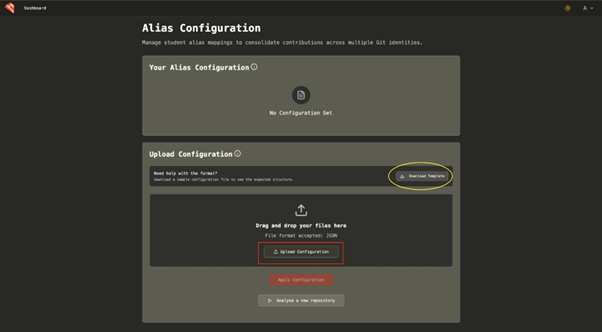 Dashboard
A
Alias Configuration
Manage student alias mappings to consolidate contributions across multiple Git identities.
Your Alias Configuration
No Configuration Set
Upload Configuration
Need help with the format?
Download a sample configuration file to see the expected structure.
Download Template
Drag and drop your files here
File format accepted: JSON
Upload Configuration
Apply Configuration
Analyse a new repository